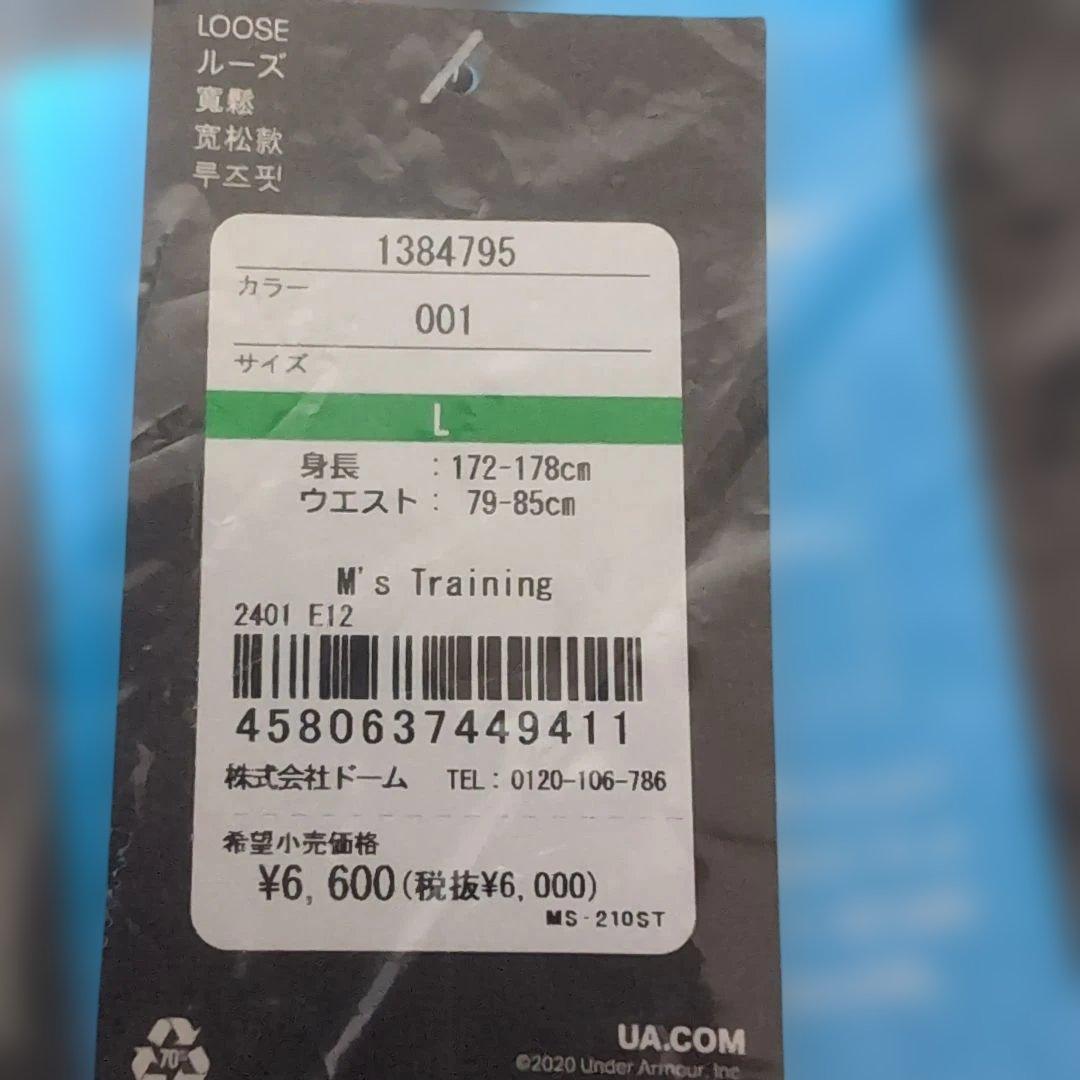 LOOSE
ルーズ
寬鬆
宽松款
루즈핏
1384795
カラー
001
サイズ
L
身長 : 172-178cm
ウエスト : 79-85cm
M's Training
2401 E12
4580637449411
株式会社ドーム TEL: 0120-106-786
希望小売価格
¥6,600(税抜¥6,000)
MS-210ST
70
UA.COM
©2020 Under Armour, Inc.